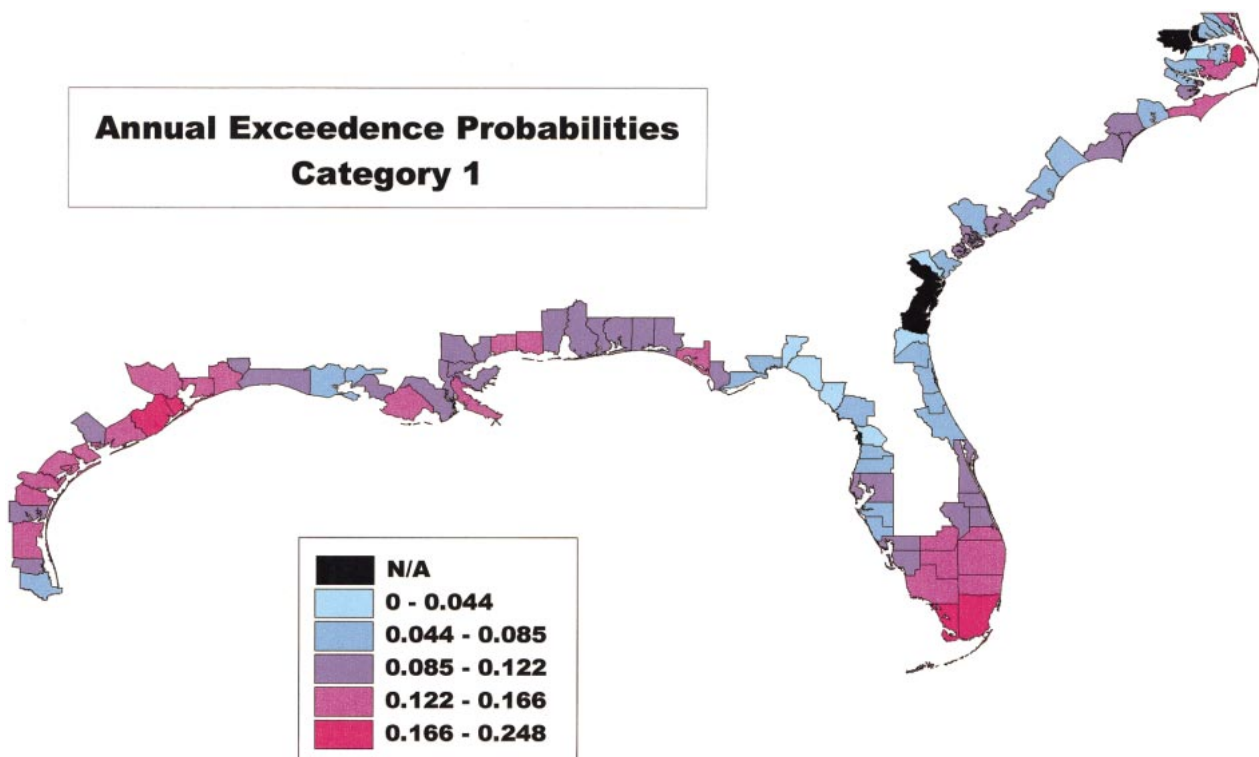 Annual Exceedence Probabilities
Category 1
N/A
0 - 0.044
0.044 - 0.085
0.085 - 0.122
0.122 - 0.166
0.166 - 0.248